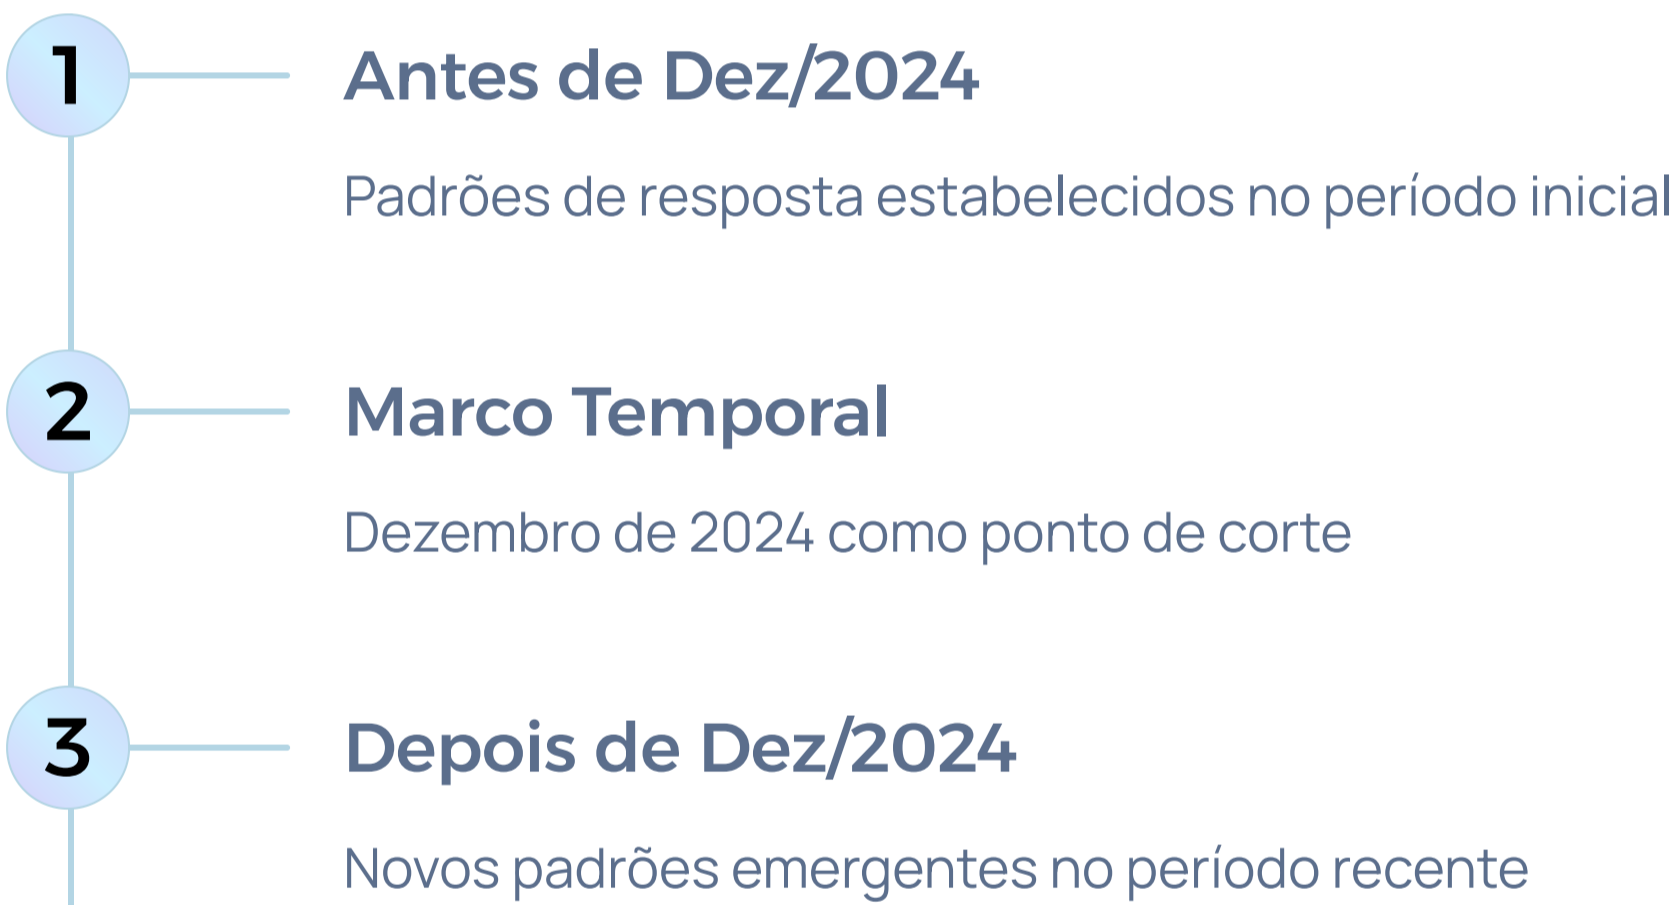 1
Antes de Dez/2024
Padrões de resposta estabelecidos no período inicial
2
Marco Temporal
Dezembro de 2024 como ponto de corte
3
Depois de Dez/2024
Novos padrões emergentes no período recente